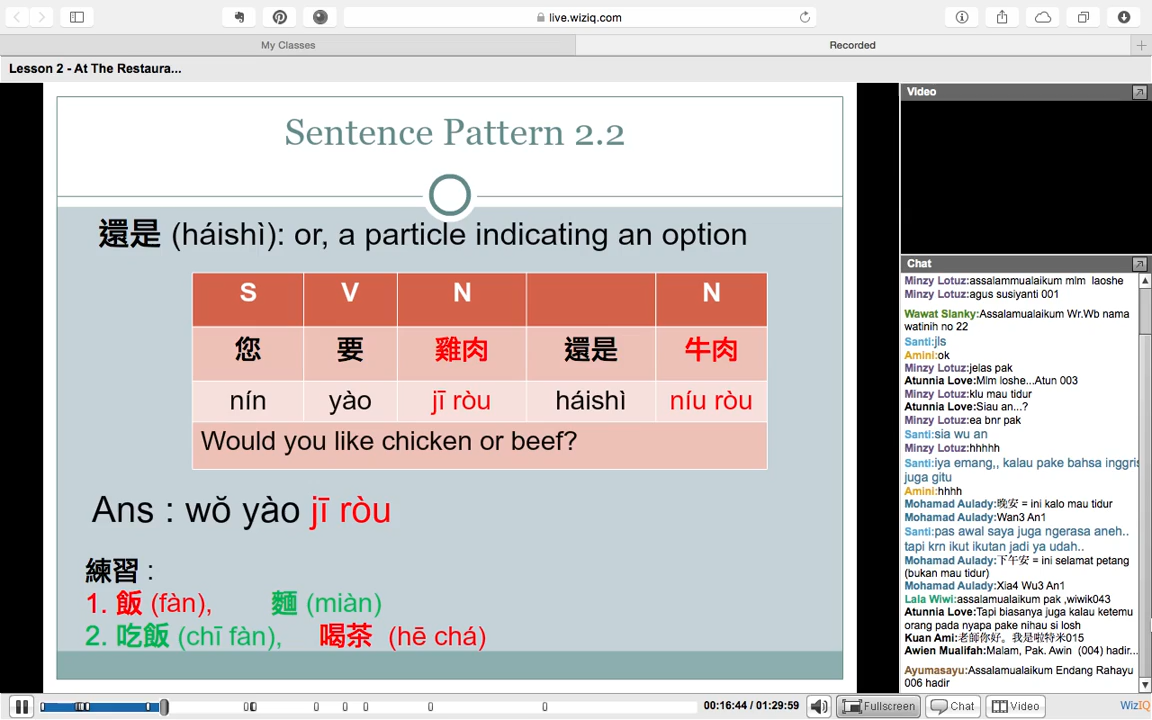 live.wiziq.com
My Classes
Recorded
Lesson 2 - At The Restaura...
Sentence Pattern 2.2
還是 (háishì): or, a particle indicating an option
S V N N
您 要 雞肉 還是 牛肉
nín yào jī ròu háishì níu ròu
Would you like chicken or beef?
Ans : wǒ yào jī ròu
練習 :
1. 飯 (fàn), 麵 (miàn)
2. 吃飯 (chī fàn), 喝茶 (hē chá)
Video
Chat
Minzy Lotuz:assalammualaikum mlm laoshe
Minzy Lotuz:agus susiyanti 001
Wawat Slanky:Assalamualaikum Wr.Wb nama
watinih no 22
Santi:jls
Amini:ok
Minzy Lotuz:jelas pak
Atunnia Love:Mlm loshe...Atun 003
Minzy Lotuz:klu mau tidur
Atunnia Love:Siau an...?
Minzy Lotuz:ea bnr pak
Santi:sia wu an
Minzy Lotuz:hhhhh
Santi:iya emang,, kalau pake bahsa inggris
juga gitu
Amini:hhhh
Mohamad Aulady:晚安 = ini kalo mau tidur
Mohamad Aulady:Wan3 An1
Santi:pas awal saya juga ngerasa aneh..
tapi krn ikut ikutan jadi ya udah..
Mohamad Aulady:下午安 = ini selamat petang
(bukan mau tidur)
Mohamad Aulady:Xia4 Wu3 An1
Lala Wiwi:assalamualaikum pak ,wiwik043
Atunnia Love:Tapi biasanya juga kalau ketemu
orang pada nyapa pake nihau si losh
Kuan Ami:老師你好。我是啦特米015
Awien Mualifah:Malam, Pak. Awin (004) hadir...
Ayumasayu:Assalamualaikum Endang Rahayu
006 hadir
00:16:44 / 01:29:59
Fullscreen
Chat
Video
WizIQ